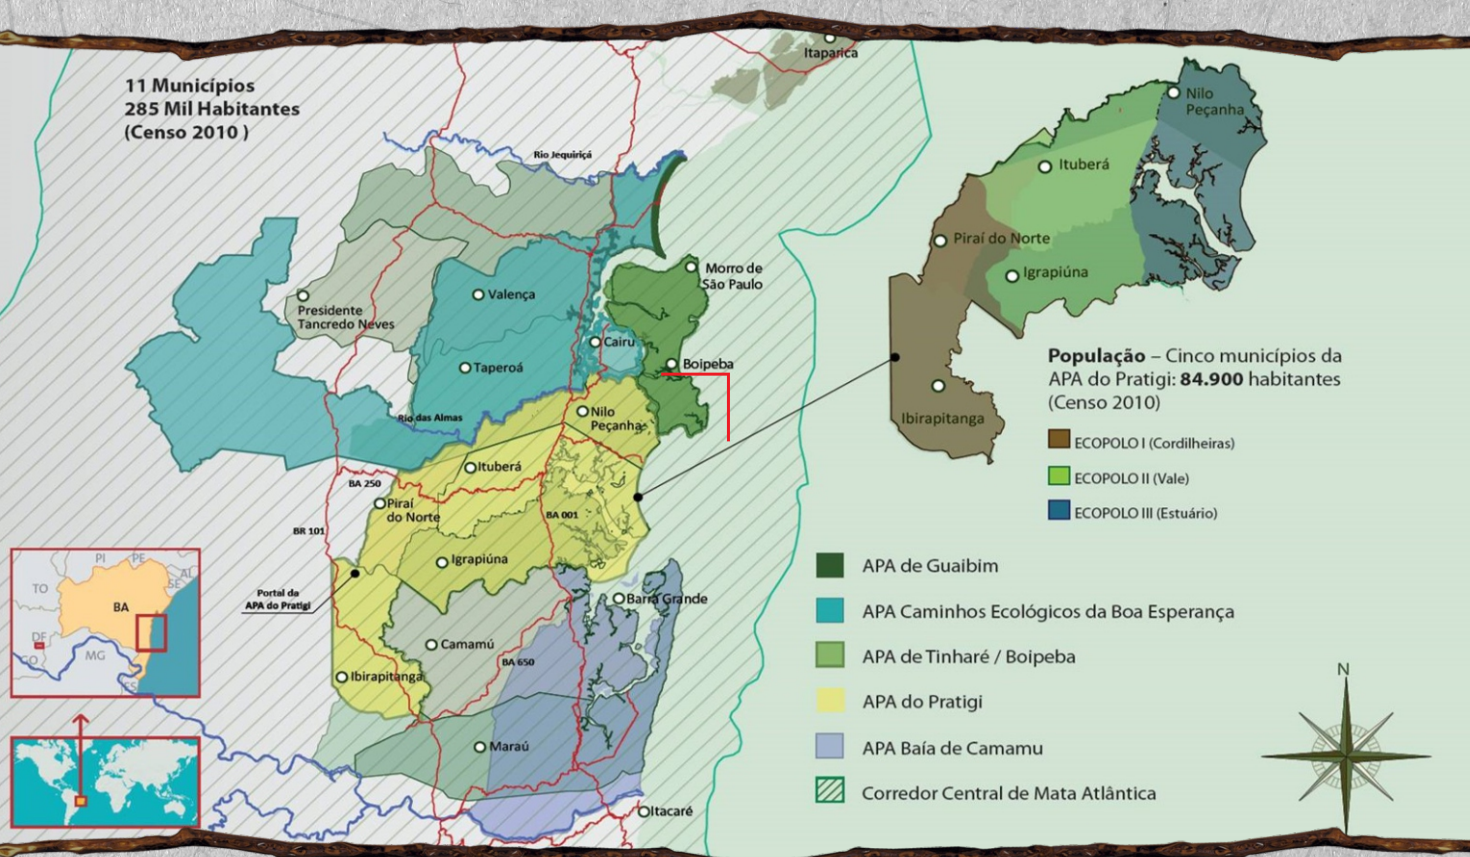 11 Municípios
285 Mil Habitantes
(Censo 2010 )
Itaparica
Rio Jequiriçá
Morro de
São Paulo
Valença
Presidente
Tancredo Neves
Cairu
Taperoá
Boipeba
Rio das Almas
Nilo
Peçanha
Ituberá
BA 250
Piraí
do Norte
BA 001
BR 101
Igrapiúna
Portal da
APA do Pratigi
Barra Grande
Camamú
BA 650
Ibirapitanga
Maraú
Itacaré
PI
PE
AL
SE
TO
BA
DF
GO
MG
ES
Nilo
Peçanha
Ituberá
Piraí do Norte
Igrapiúna
Ibirapitanga
População – Cinco municípios da
APA do Pratigi: 84.900 habitantes
(Censo 2010)
ECOPOLO I (Cordilheiras)
ECOPOLO II (Vale)
ECOPOLO III (Estuário)
APA de Guaibim
APA Caminhos Ecológicos da Boa Esperança
APA de Tinharé / Boipeba
APA do Pratigi
APA Baía de Camamu
Corredor Central de Mata Atlântica
N